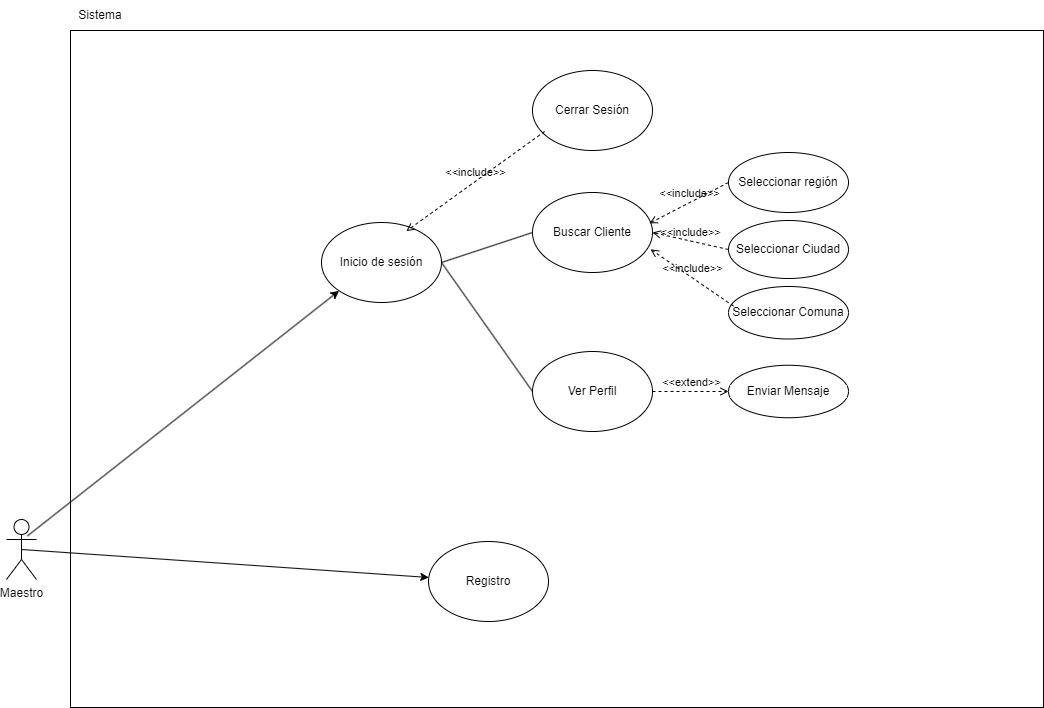 Sistema
Cerrar Sesión
<<include>>
Seleccionar región
<<include>>
Buscar Cliente
<<include>>
Seleccionar Ciudad
Inicio de sesión
<<include>>
Seleccionar Comuna
Ver Perfil
<<extend>>
Enviar Mensaje
Registro
Maestro